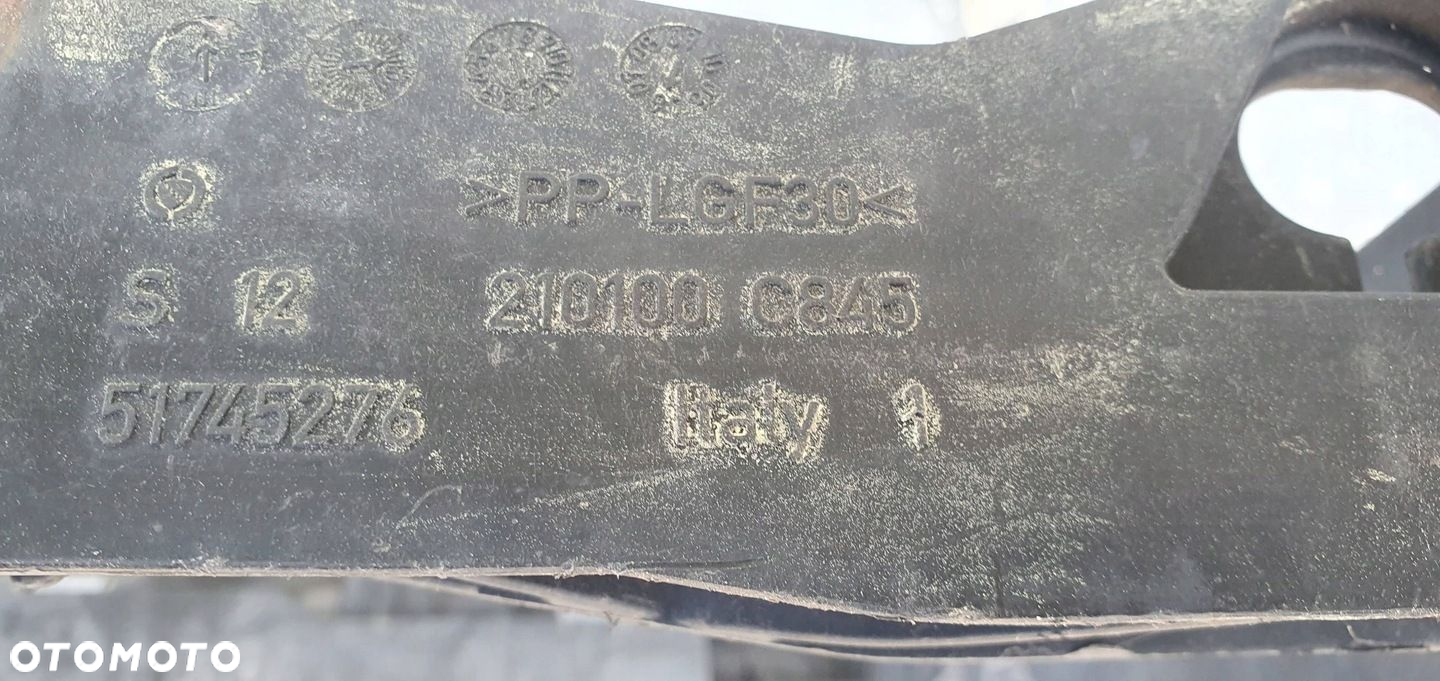 >PP-LGF30<
S 12 210100 C845
51745276 Italy 1
OTOMOTO